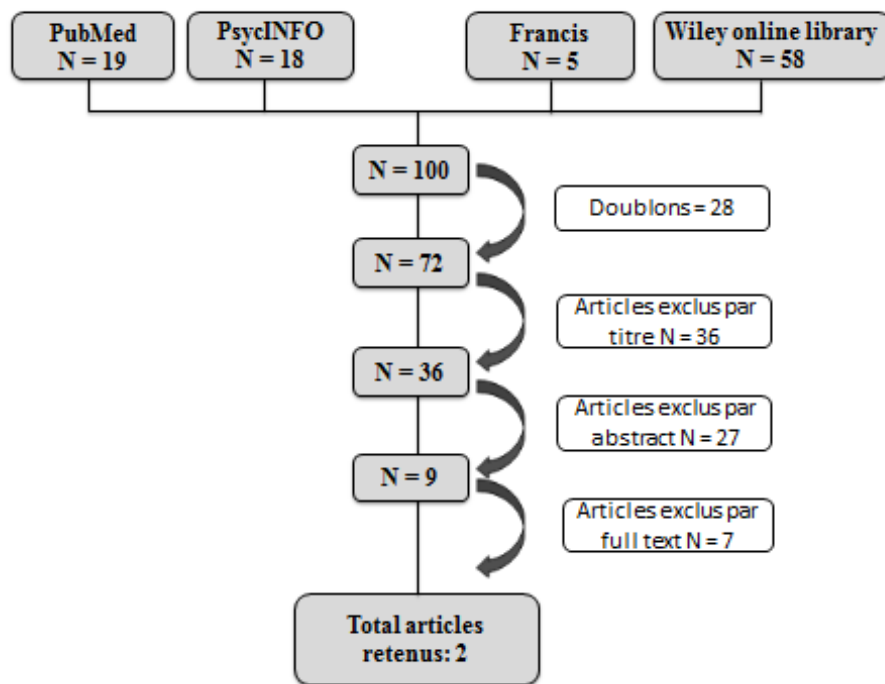 PubMed
N = 19
PsycINFO
N = 18
Francis
N = 5
Wiley online library
N = 58
N = 100
Doublons = 28
N = 72
Articles exclus par
titre N = 36
N = 36
Articles exclus par
abstract N = 27
N = 9
Articles exclus par
full text N = 7
Total articles
retenus: 2